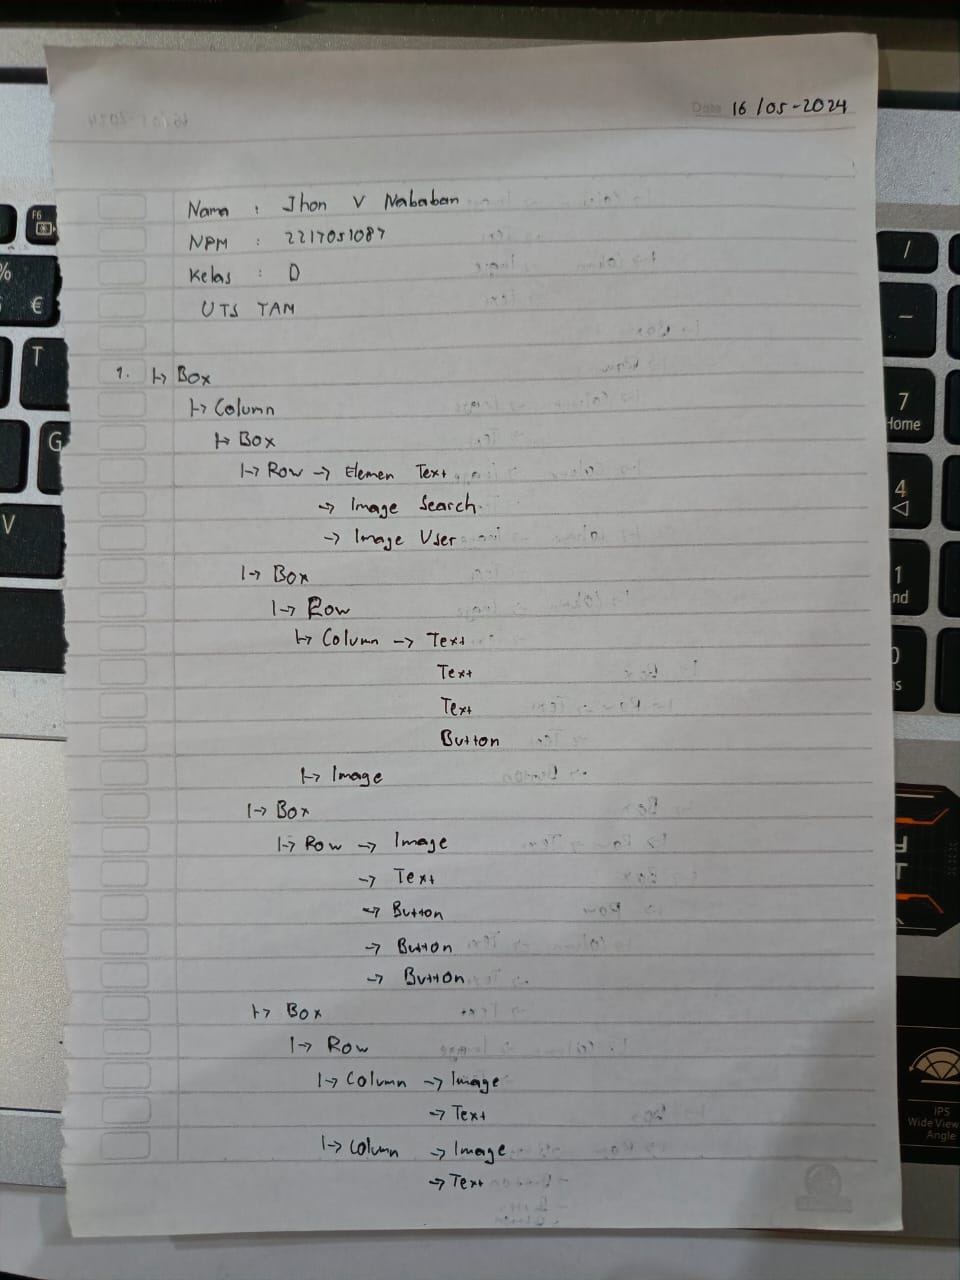 Date 16/05-2024
Nama : Jhon V Nababan
NPM : 2217051087
Kelas : D
UTS TAM
1. ↦ Box
↦ Column
↦ Box
↦ Row → Elemen Text
→ Image Search
→ Image User
↦ Box
↦ Row
↦ Column → Text
Text
Text
Button
↦ Image
↦ Box
↦ Row → Image
→ Text
→ Button
→ Button
→ Button
↦ Box
↦ Row
↦ Column → Image
→ Text
↦ Column → Image
→ Text
F6
%
€
T
G
V
/
-
7
Home
4
1
nd
0
ns
IPS
Wide View
Angle